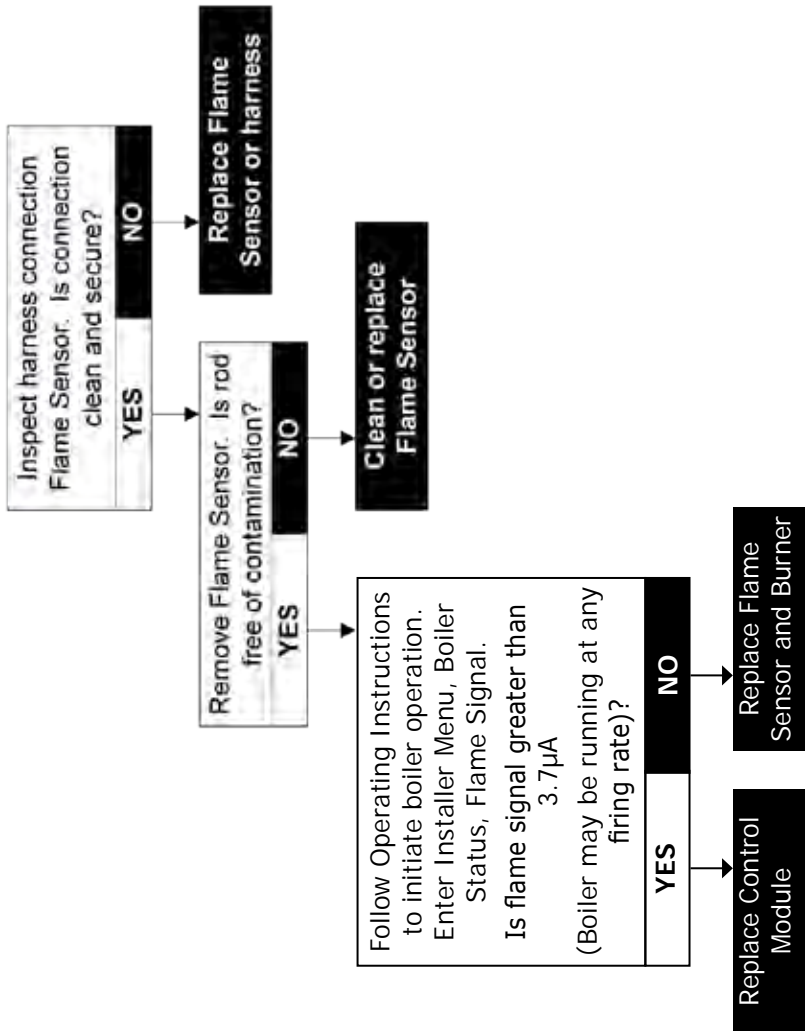 Inspect harness connection
Flame Sensor. Is connection
clean and secure?
YES
NO
Replace Flame
Sensor or harness
Remove Flame Sensor. Is rod
free of contamination?
YES
NO
Clean or replace
Flame Sensor
Follow Operating Instructions
to initiate boiler operation.
Enter Installer Menu, Boiler
Status, Flame Signal.
Is flame signal greater than
3.7µA
(Boiler may be running at any
firing rate)?
YES
NO
Replace Control
Module
Replace Flame
Sensor and Burner